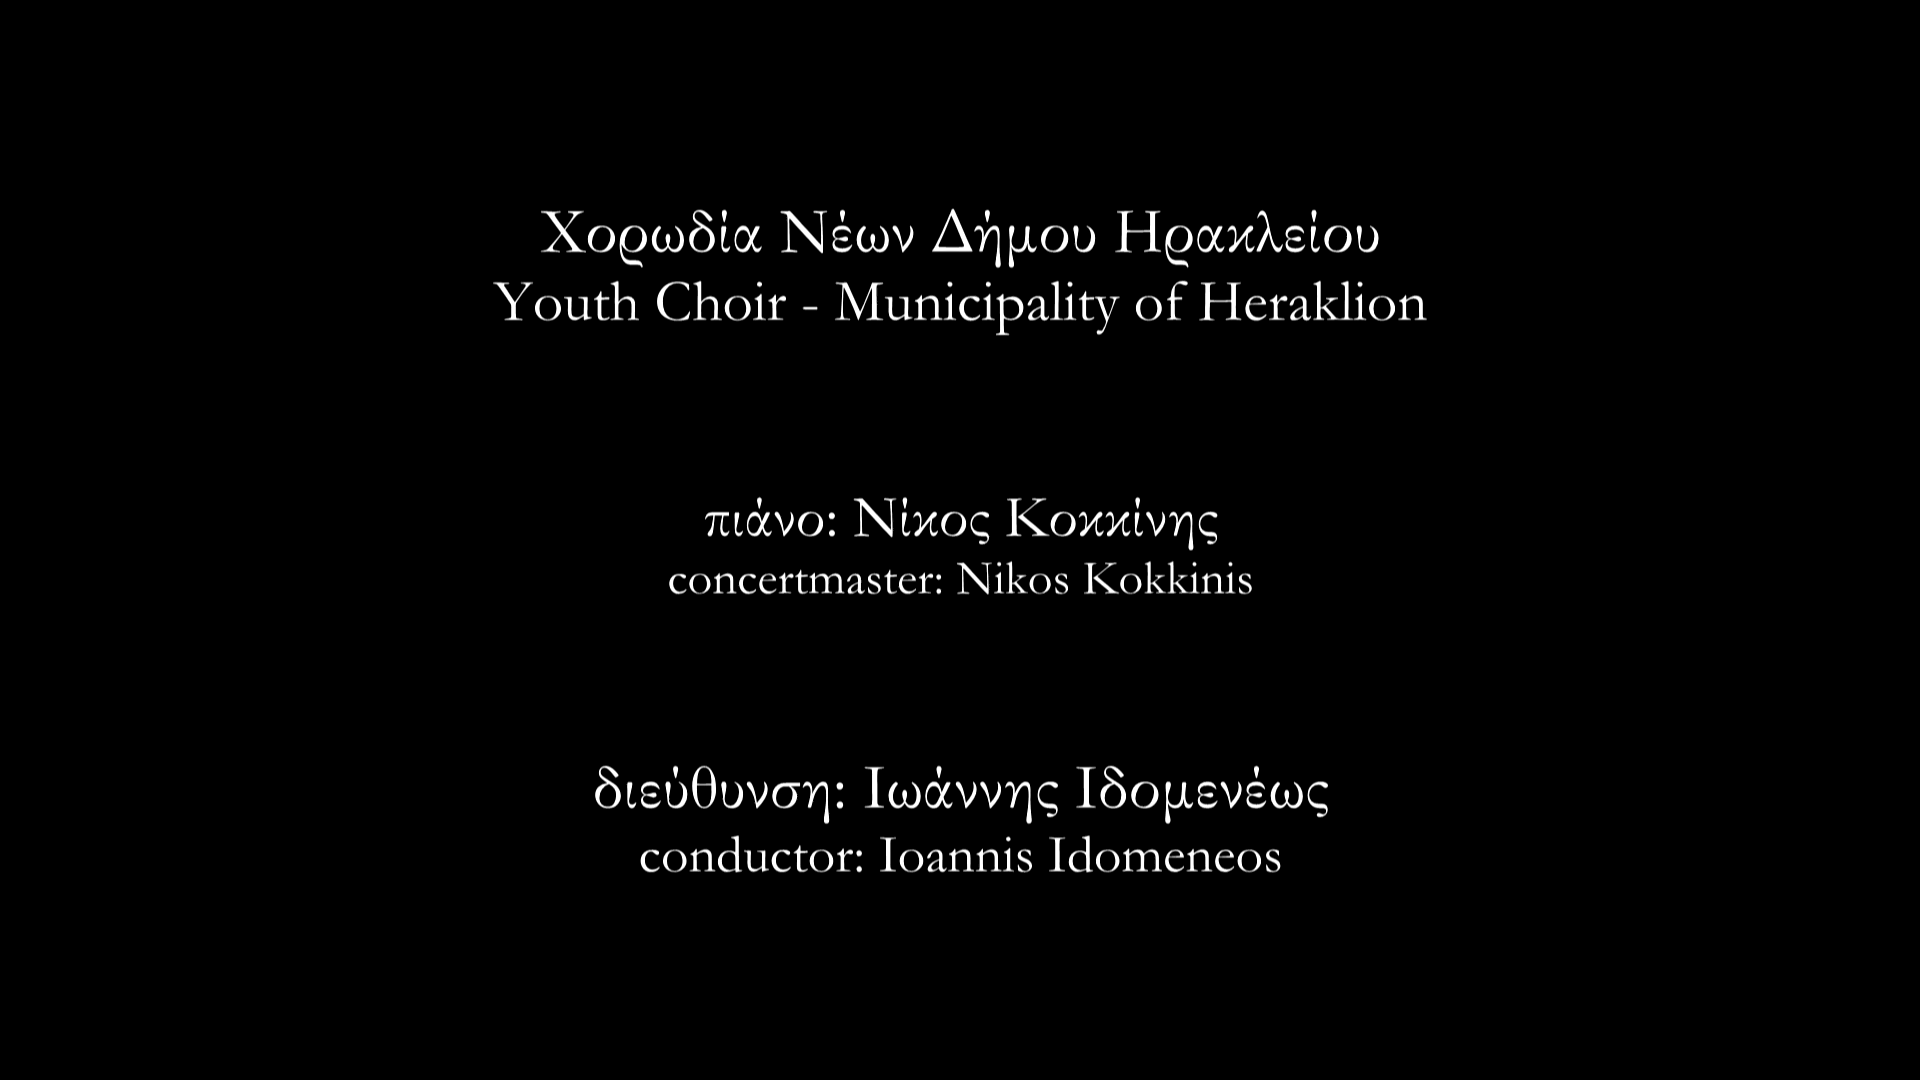 Χορωδία Νέων Δήμου Ηρακλείου
Youth Choir - Municipality of Heraklion
πιάνο: Νίκος Κοκκίνης
concertmaster: Nikos Kokkinis
διεύθυνση: Ιωάννης Ιδομενέως
conductor: Ioannis Idomeneos